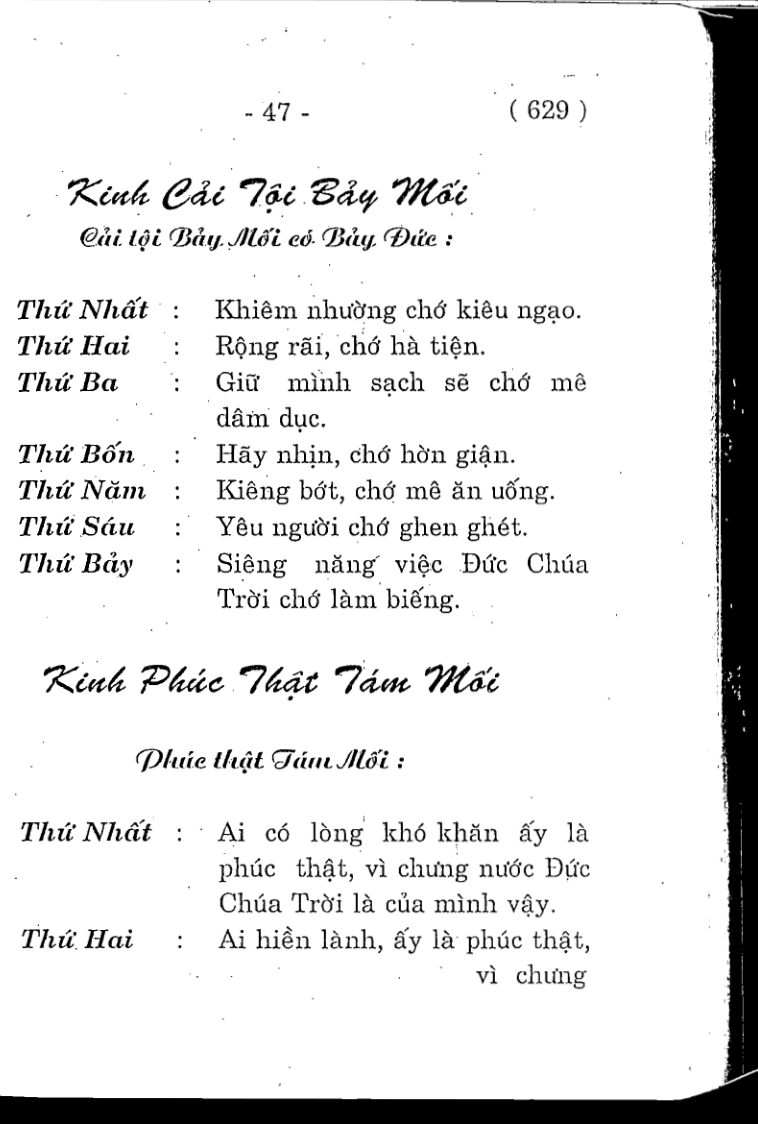 - 47 - ( 629 )
Kinh Cải Tội Bảy Mối
Cải tội Bảy Mối có Bảy Đức :
Thứ Nhất : Khiêm nhường chớ kiêu ngạo.
Thứ Hai : Rộng rãi, chớ hà tiện.
Thứ Ba : Giữ mình sạch sẽ chớ mê
dâm dục.
Thứ Bốn : Hãy nhịn, chớ hờn giận.
Thứ Năm : Kiêng bớt, chớ mê ăn uống.
Thứ Sáu : Yêu người chớ ghen ghét.
Thứ Bảy : Siêng năng việc Đức Chúa
Trời chớ làm biếng.
Kinh Phúc Thật Tám Mối
Phúc thật Tám Mối :
Thứ Nhất : Ai có lòng khó khăn ấy là
phúc thật, vì chưng nước Đực
Chúa Trời là của mình vậy.
Thứ Hai : Ai hiền lành, ấy là phúc thật,
vì chưng